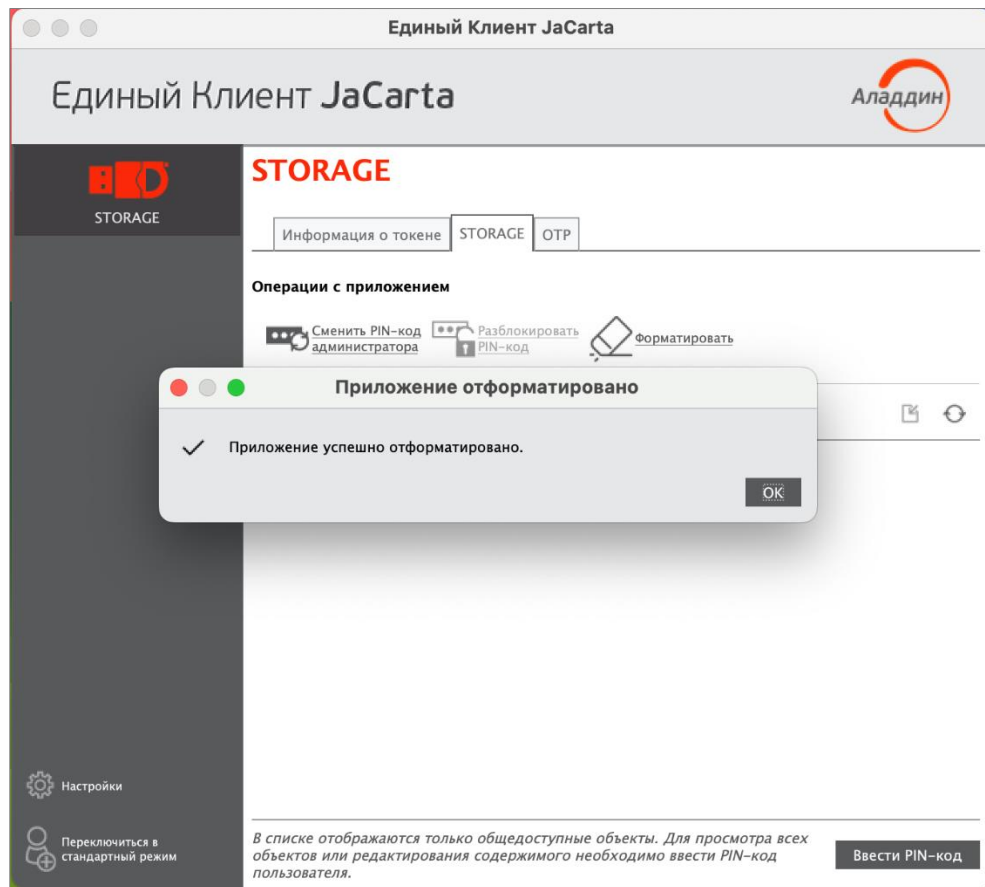 Единый Клиент JaCarta
Единый Клиент JaCarta
Аладдин
STORAGE
STORAGE
Информация о токене STORAGE OTP
Операции с приложением
Сменить PIN-код
администратора
Разблокировать
PIN-код
Форматировать
Приложение отформатировано
Приложение успешно отформатировано.
OK
Настройки
Переключиться в
стандартный режим
В списке отображаются только общедоступные объекты. Для просмотра всех
объектов или редактирования содержимого необходимо ввести PIN-код
пользователя.
Ввести PIN-код